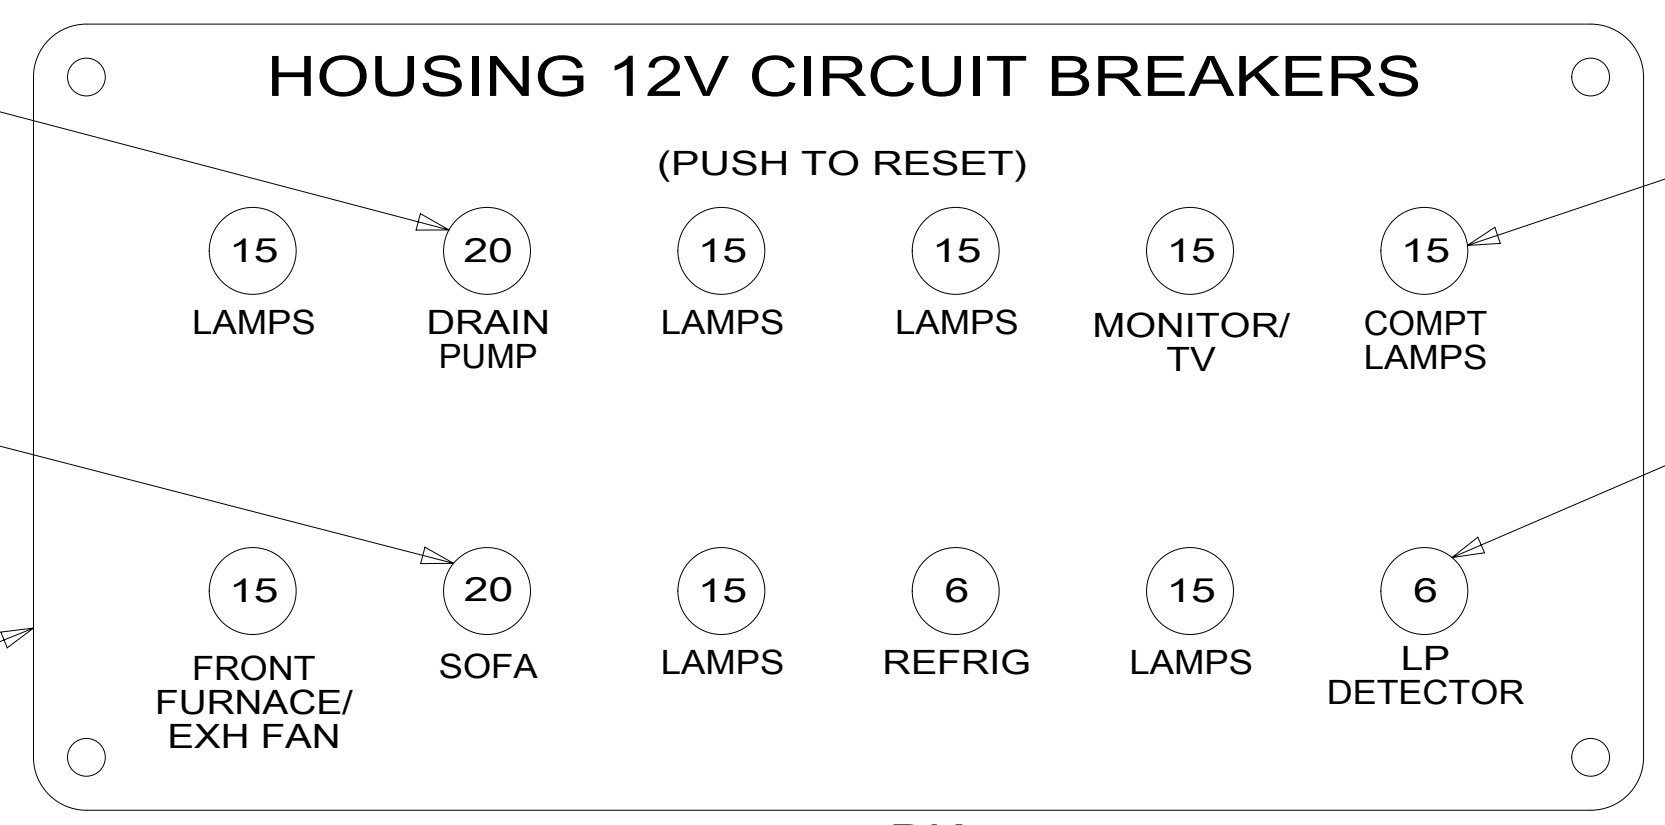 HOUSING 12V CIRCUIT BREAKERS
(PUSH TO RESET)
15 20 15 15 15 15
LAMPS DRAIN LAMPS LAMPS MONITOR/ COMPT
PUMP TV LAMPS
15 20 15 6 15 6
FRONT SOFA LAMPS REFRIG LAMPS LP
FURNACE/ DETECTOR
EXH FAN